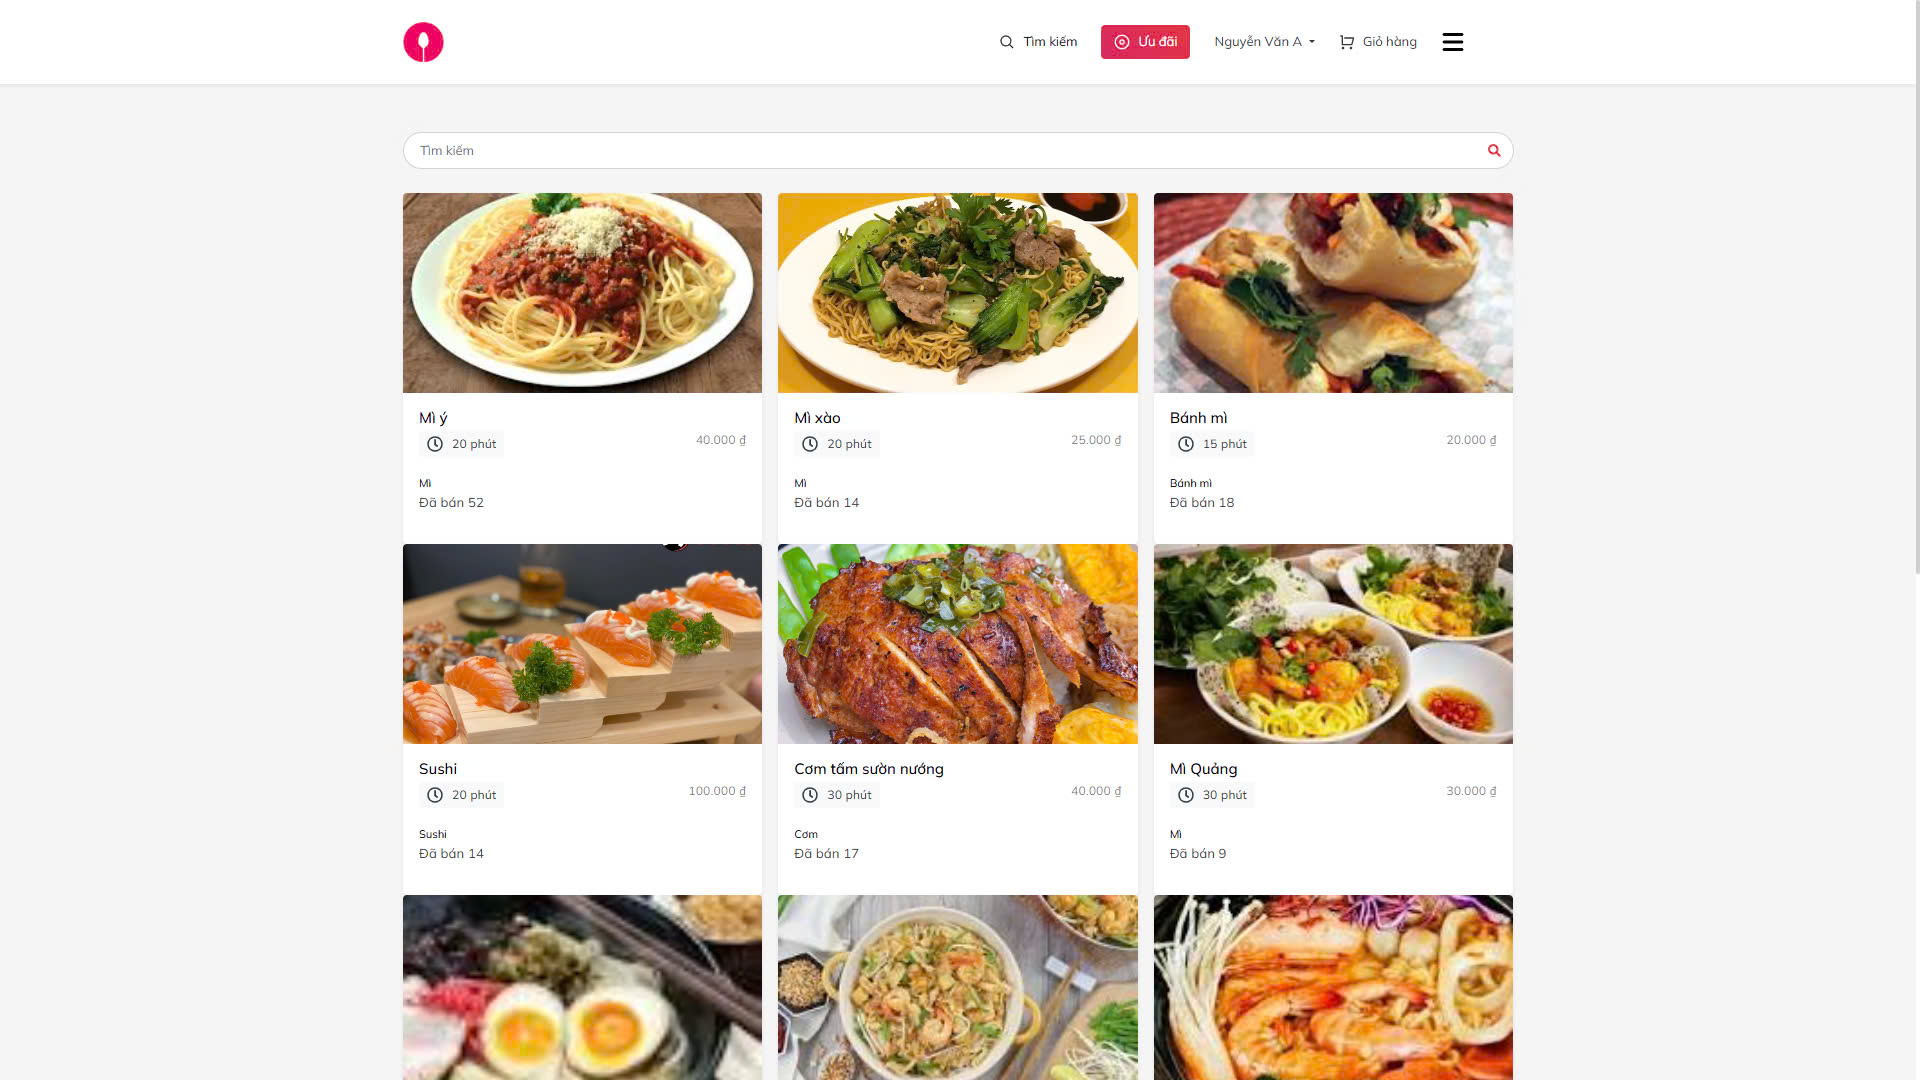 Tìm kiếm
Ưu đãi
Nguyễn Văn A
Giỏ hàng
Tìm kiếm
Mì ý
20 phút
40.000 ₫
Mì
Đã bán 52
Mì xào
20 phút
25.000 ₫
Mì
Đã bán 14
Bánh mì
15 phút
20.000 ₫
Bánh mì
Đã bán 18
Sushi
20 phút
100.000 ₫
Sushi
Đã bán 14
Cơm tấm sườn nướng
30 phút
40.000 ₫
Cơm
Đã bán 17
Mì Quảng
30 phút
30.000 ₫
Mì
Đã bán 9